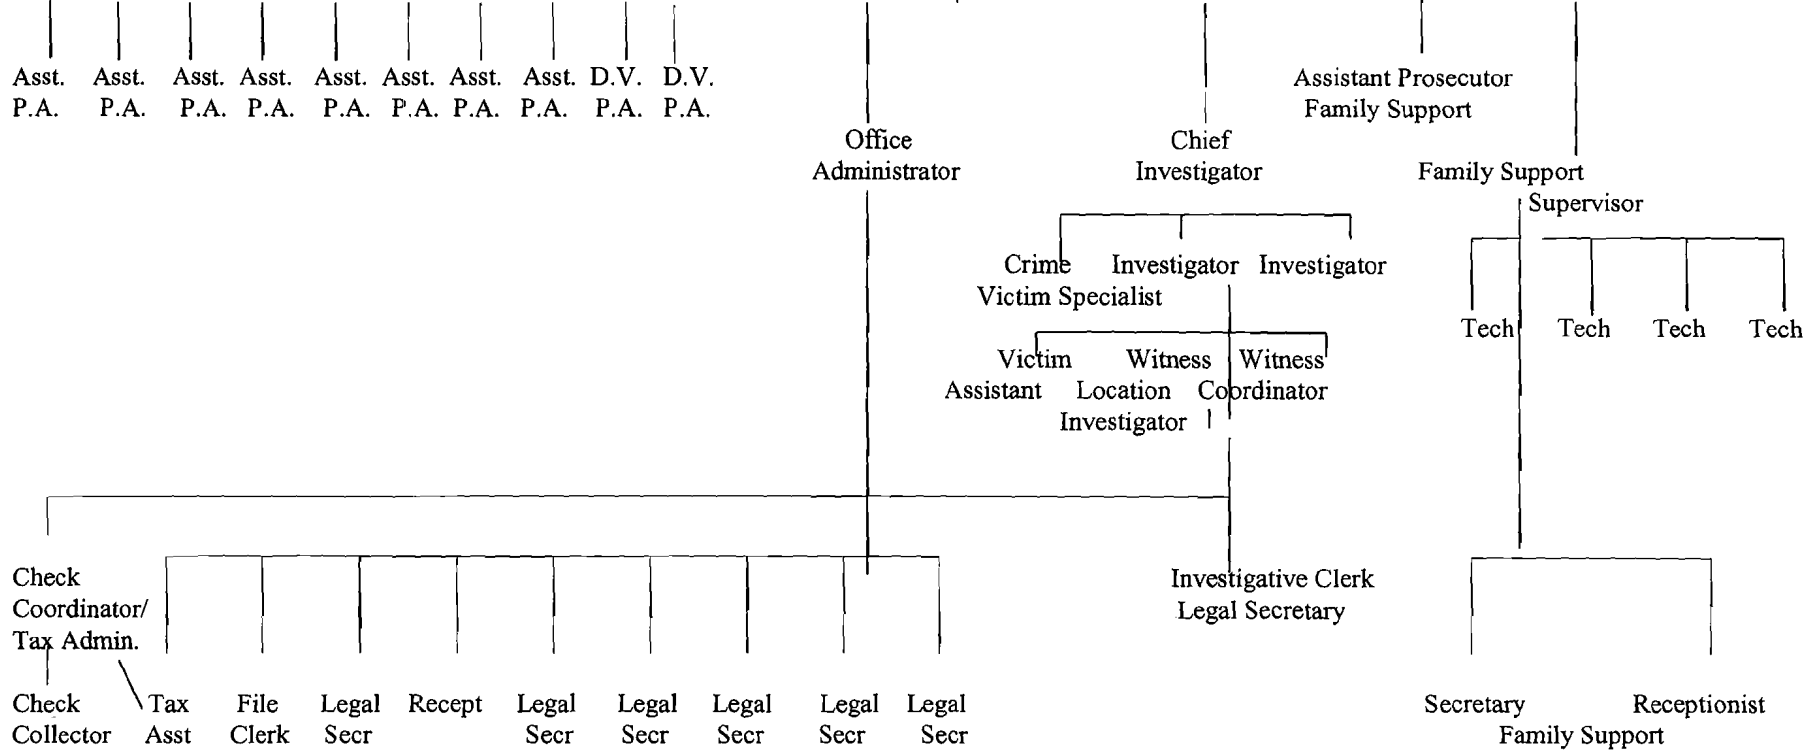 Asst. Asst. Asst. Asst. Asst. Asst. Asst. Asst. D.V. D.V.
P.A. P.A. P.A. P.A. P.A. P.A. P.A. P.A. P.A. P.A.
Assistant Prosecutor
Family Support
Office
Administrator
Chief
Investigator
Family Support
Supervisor
Crime
Victim Specialist
Investigator
Investigator
Tech Tech Tech Tech
Victim
Assistant
Witness
Location
Investigator
Witness
Coordinator
Check
Coordinator/
Tax Admin.
Investigative Clerk
Legal Secretary
Check
Collector
Tax
Asst
File
Clerk
Legal
Secr
Recept
Legal
Secr
Legal
Secr
Legal
Secr
Legal
Secr
Legal
Secr
Secretary
Receptionist
Family Support